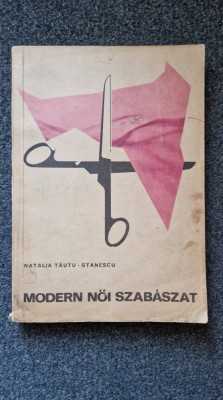 NATALIA TĂUTU-STANESCU
MODERN NŐI SZABÁSZAT